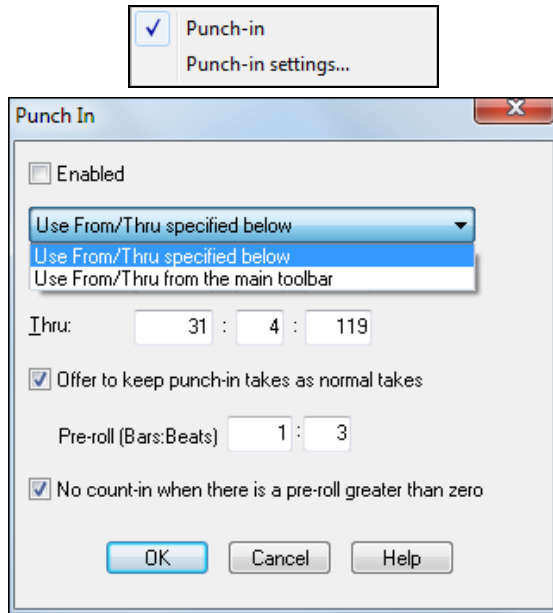 Punch-in
Punch-in settings...
Punch In
Enabled
Use From/Thru specified below
Use From/Thru specified below
Use From/Thru from the main toolbar
Thru: 31 : 4 : 119
Offer to keep punch-in takes as normal takes
Pre-roll (Bars:Beats) 1 : 3
No count-in when there is a pre-roll greater than zero
OK Cancel Help